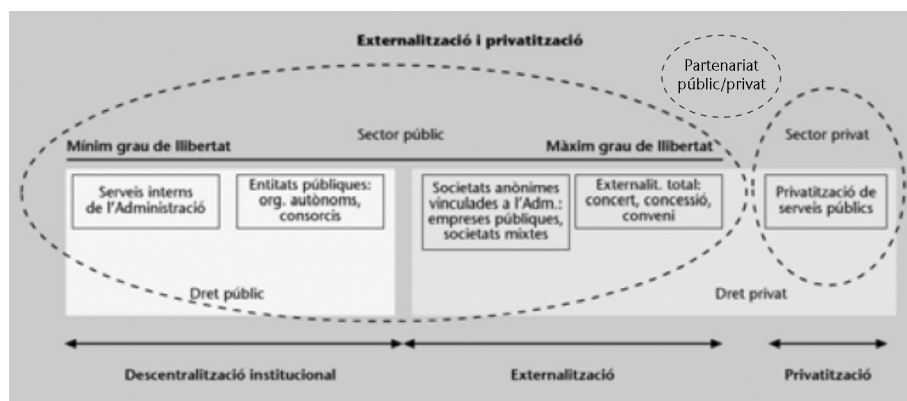 Externalització i privatització
Partenariat
públic/privat
Sector públic
Sector privat
Mínim grau de llibertat
Màxim grau de llibertat
Serveis interns
de l'Administració
Entitats públiques:
org. autònoms,
consorcis
Societats anònimes
vinculades a l'Adm.:
empreses públiques,
societats mixtes
Externalit. total:
concert, concessió,
conveni
Privatització de
serveis públics
Dret públic
Dret privat
Descentralització institucional
Externalització
Privatització